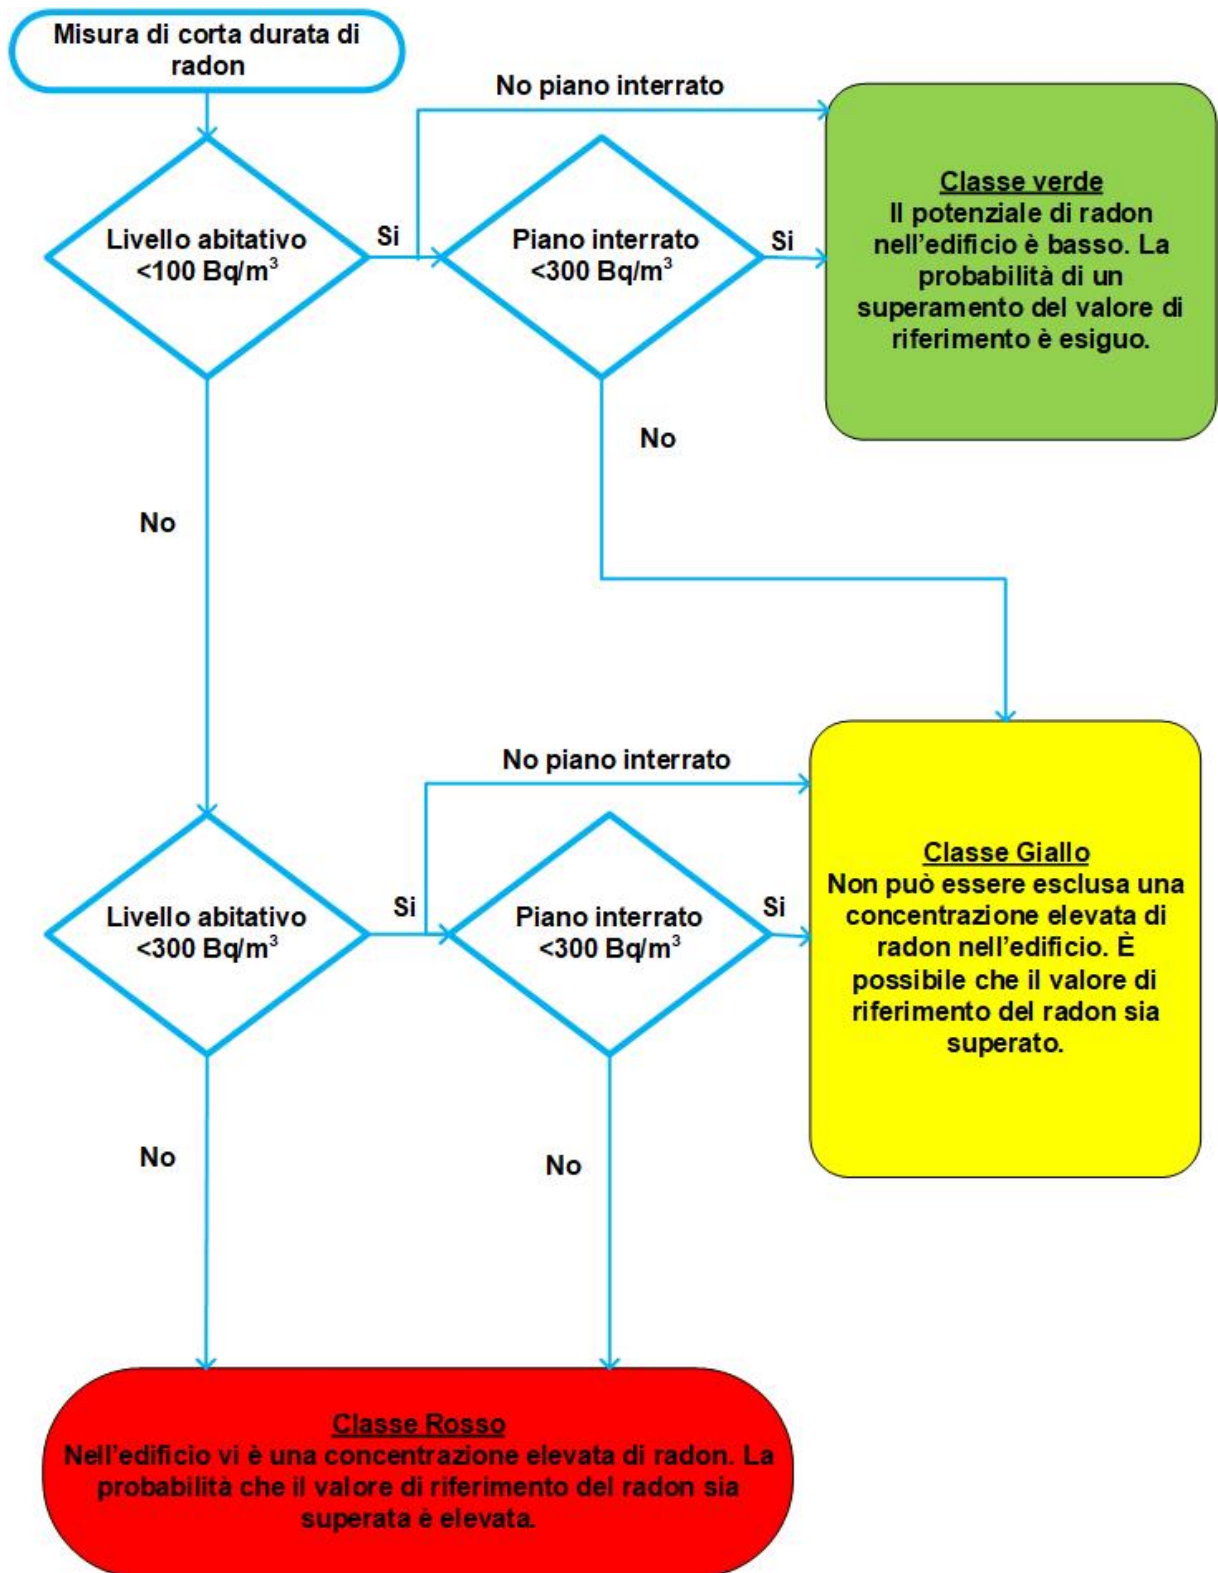 Misura di corta durata di
radon
No piano interrato
Livello abitativo
<100 Bq/m³
Si
Piano interrato
<300 Bq/m³
Si
Classe verde
Il potenziale di radon
nell'edificio è basso. La
probabilità di un
superamento del valore di
riferimento è esiguo.
No
No
No piano interrato
Livello abitativo
<300 Bq/m³
Si
Piano interrato
<300 Bq/m³
Si
Classe Giallo
Non può essere esclusa una
concentrazione elevata di
radon nell'edificio. È
possibile che il valore di
riferimento del radon sia
superato.
No
No
Classe Rosso
Nell'edificio vi è una concentrazione elevata di radon. La
probabilità che il valore di riferimento del radon sia
superata è elevata.